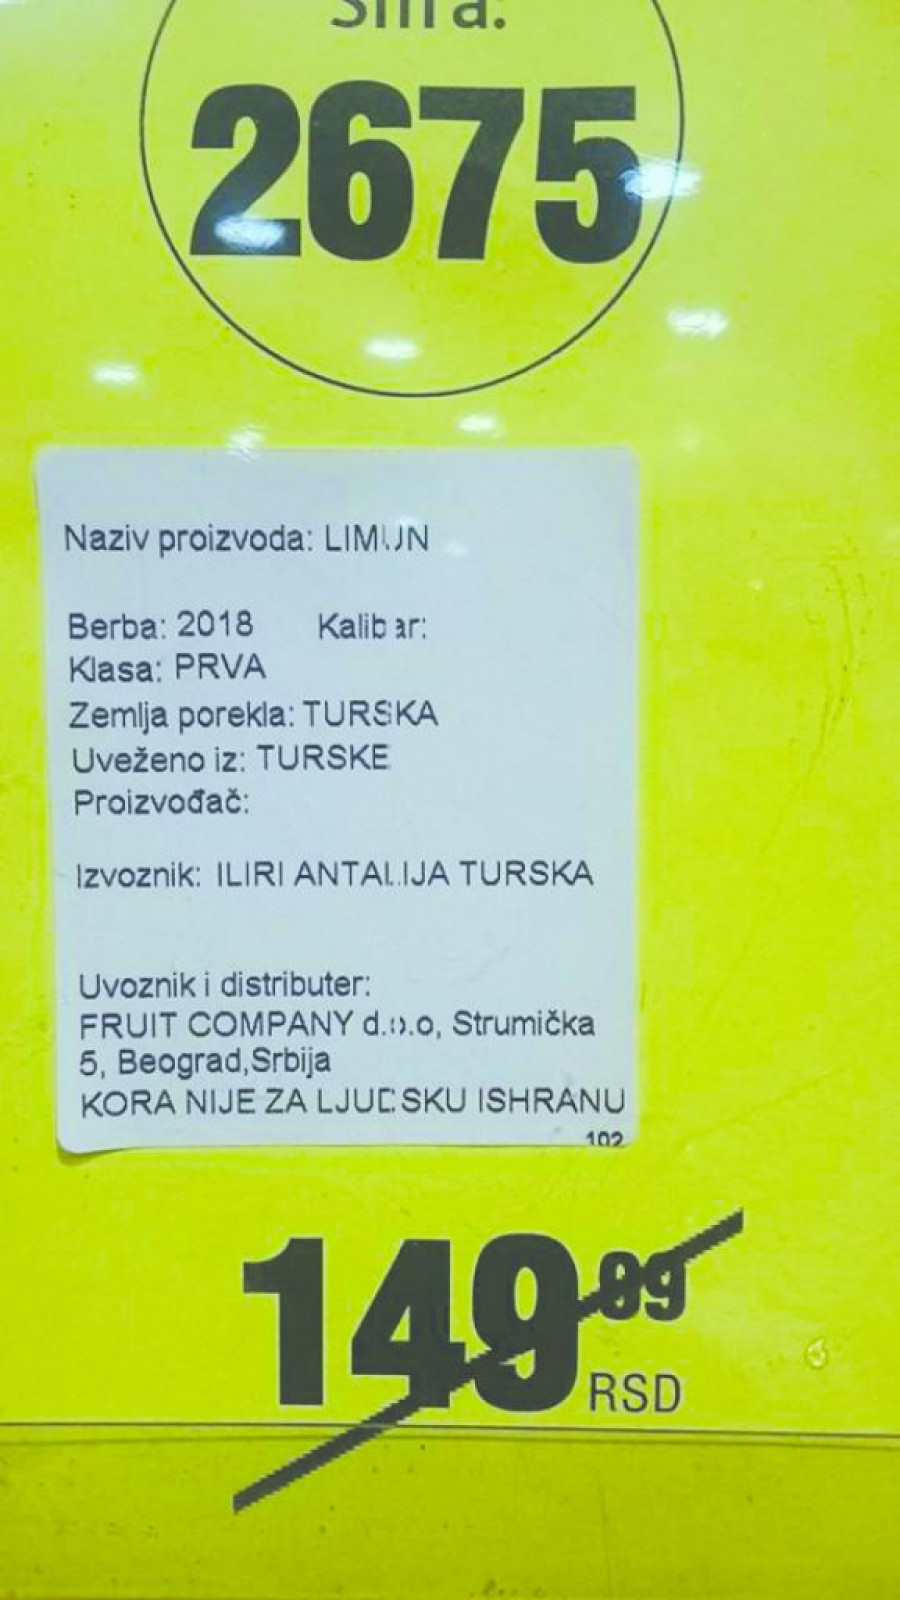 Šifra:
2675
Naziv proizvoda: LIMUN
Berba: 2018 Kalibar:
Klasa: PRVA
Zemlja porekla: TURSKA
Uveženo iz: TURSKE
Proizvođač:
Izvoznik: ILIRI ANTALIJA TURSKA
Uvoznik i distributer:
FRUIT COMPANY d.o.o, Strumička
5, Beograd,Srbija
KORA NIJE ZA LJUDSKU ISHRANU
102
149 99
RSD